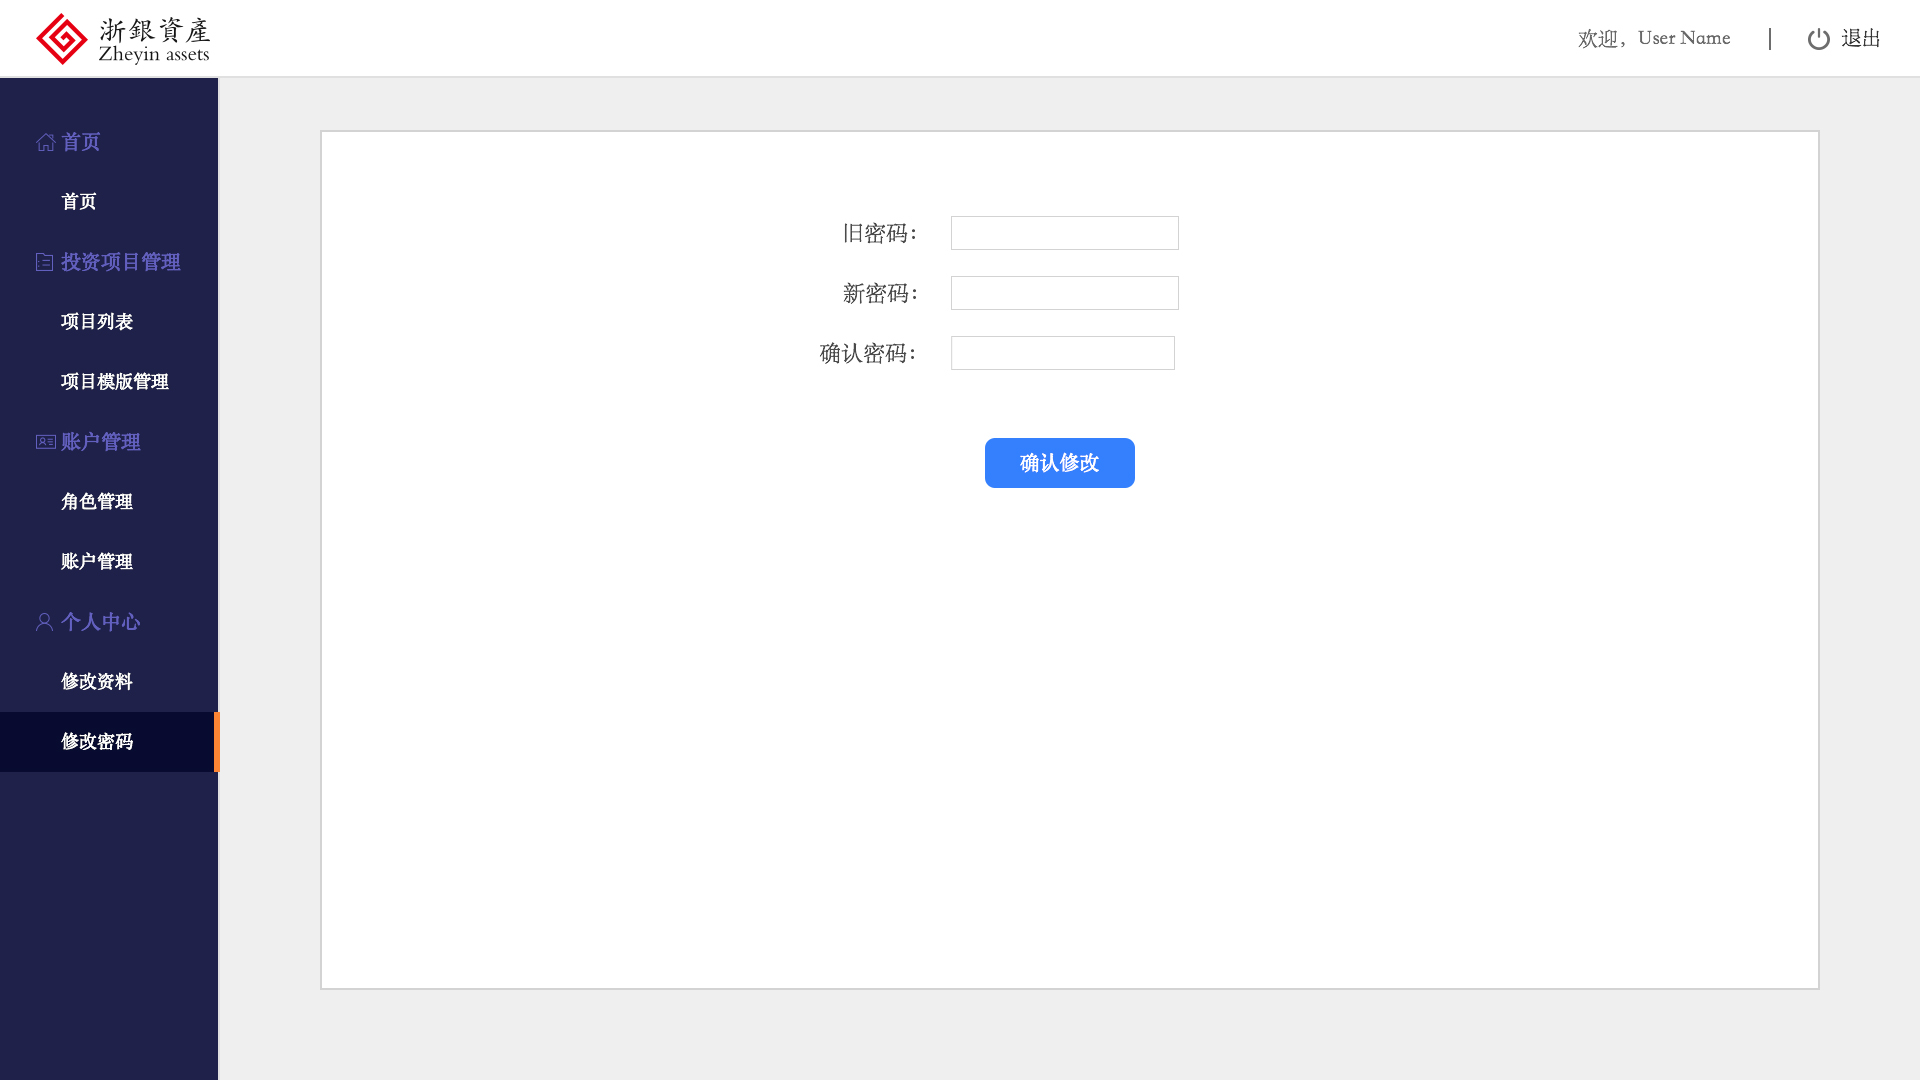 浙銀資產
Zheyin assets
欢迎，User Name
退出
首页
首页
投资项目管理
项目列表
项目模版管理
账户管理
角色管理
账户管理
个人中心
修改资料
修改密码
旧密码：
新密码：
确认密码：
确认修改